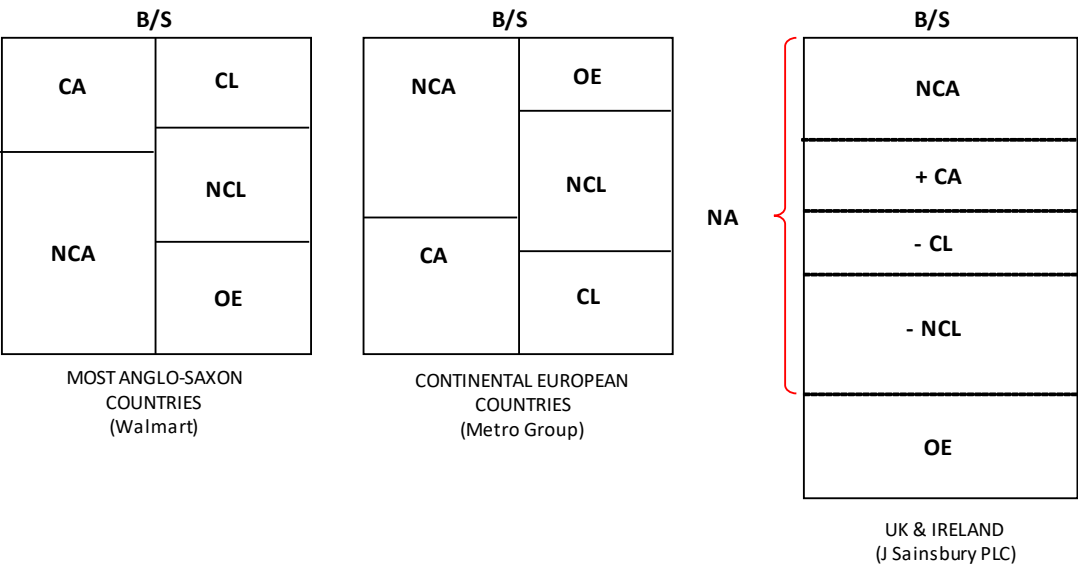 B/S
CA
CL
NCL
NCA
OE
MOST ANGLO-SAXON
COUNTRIES
(Walmart)
B/S
NCA
OE
NCL
CA
CL
CONTINENTAL EUROPEAN
COUNTRIES
(Metro Group)
NA
B/S
NCA
+ CA
- CL
- NCL
OE
UK & IRELAND
(J Sainsbury PLC)